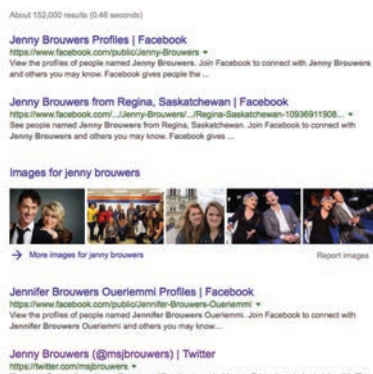 About 152,000 results (0.46 seconds)
Jenny Brouwers Profiles | Facebook
https://www.facebook.com/public/Jenny-Brouwers
View the profiles of people named Jenny Brouwers. Join Facebook to connect with Jenny Brouwers
and others you may know. Facebook gives people the ...
Jenny Brouwers from Regina, Saskatchewan | Facebook
https://www.facebook.com/.../Jenny-Brouwers/.../Regina-Saskatchewan-10936911908...
See people named Jenny Brouwers from Regina, Saskatchewan. Join Facebook to connect with
Jenny Brouwers and others you may know. Facebook gives ...
Images for jenny brouwers
More images for jenny brouwers
Report images
Jennifer Brouwers Oueriemmi Profiles | Facebook
https://www.facebook.com/public/Jennifer-Brouwers-Oueriemmi
View the profiles of people named Jennifer Brouwers Oueriemmi. Join Facebook to connect with
Jennifer Brouwers Oueriemmi and others you may know...
Jenny Brouwers (@msjbrouwers) | Twitter
https://twitter.com/msjbrouwers